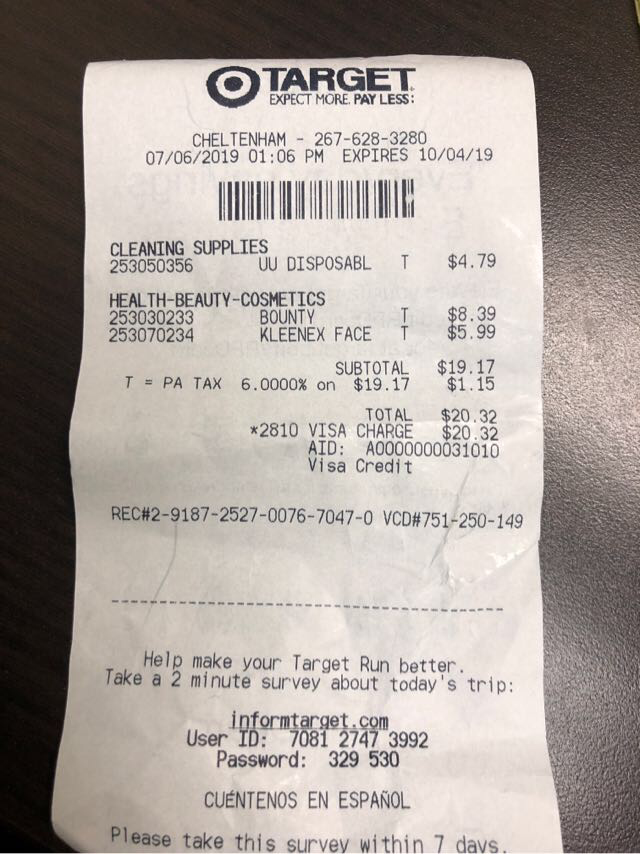 TARGET
EXPECT MORE. PAY LESS:
CHELTENHAM - 267-628-3280
07/06/2019 01:06 PM EXPIRES 10/04/19
CLEANING SUPPLIES
253050356 UU DISPOSABL T $4.79
HEALTH-BEAUTY-COSMETICS
253030233 BOUNTY T $8.39
253070234 KLEENEX FACE T $5.99
SUBTOTAL $19.17
T = PA TAX 6.0000% on $19.17 $1.15
TOTAL $20.32
*2810 VISA CHARGE $20.32
AID: A0000000031010
Visa Credit
REC#2-9187-2527-0076-7047-0 VCD#751-250-149
Help make your Target Run better.
Take a 2 minute survey about today's trip:
informtarget.com
User ID: 7081 2747 3992
Password: 329 530
CUÉNTENOS EN ESPAÑOL
Please take this survey within 7 days.